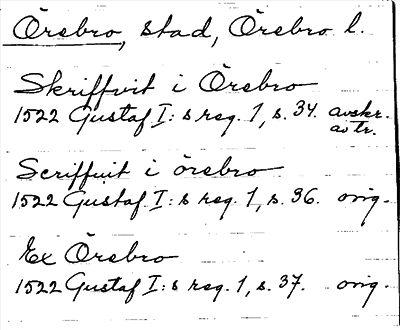 Örebro, stad, Örebro l.
Skriffvit i Örebro
1522 Gustaf I:s reg. 1, s. 34. avskr.
avtr.
Scriffuit i örebro
1522 Gustaf I:s reg. 1, s. 36. orig.
Ex Örebro
1522 Gustaf I:s reg. 1, s. 37. orig.